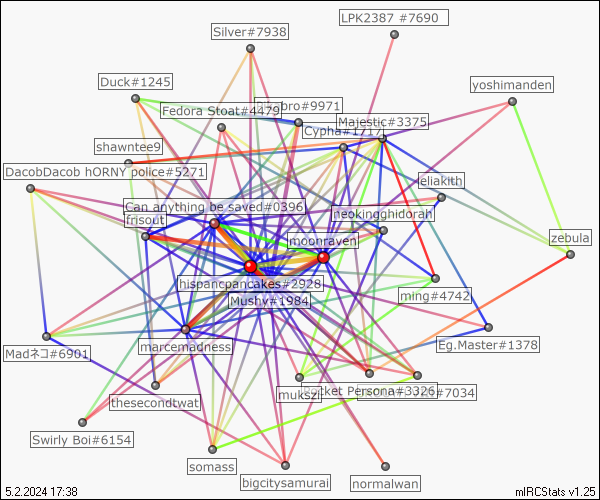 LPK2387 #7690
Silver#7938
Duck#1245
yoshimanden
bro#9971
Fedora Stoat#4479
Majestic#3375
Cypha#1717
shawntee9
DacobDacob hORNY police#5271
eliakith
Can anything be saved#0396
neokingghidorah
frjsout
moonraven
zebula
hispancpancakes#2928
ming#4742
Mushy#1984
Eg.Master#1378
marcemadness
Madネコ#6901
mukszi
Rocket Persona#3326
#7034
thesecondtwat
Swirly Boi#6154
somass
bigcitysamurai
normalwan
5.2.2024 17:38
mIRCStats v1.25